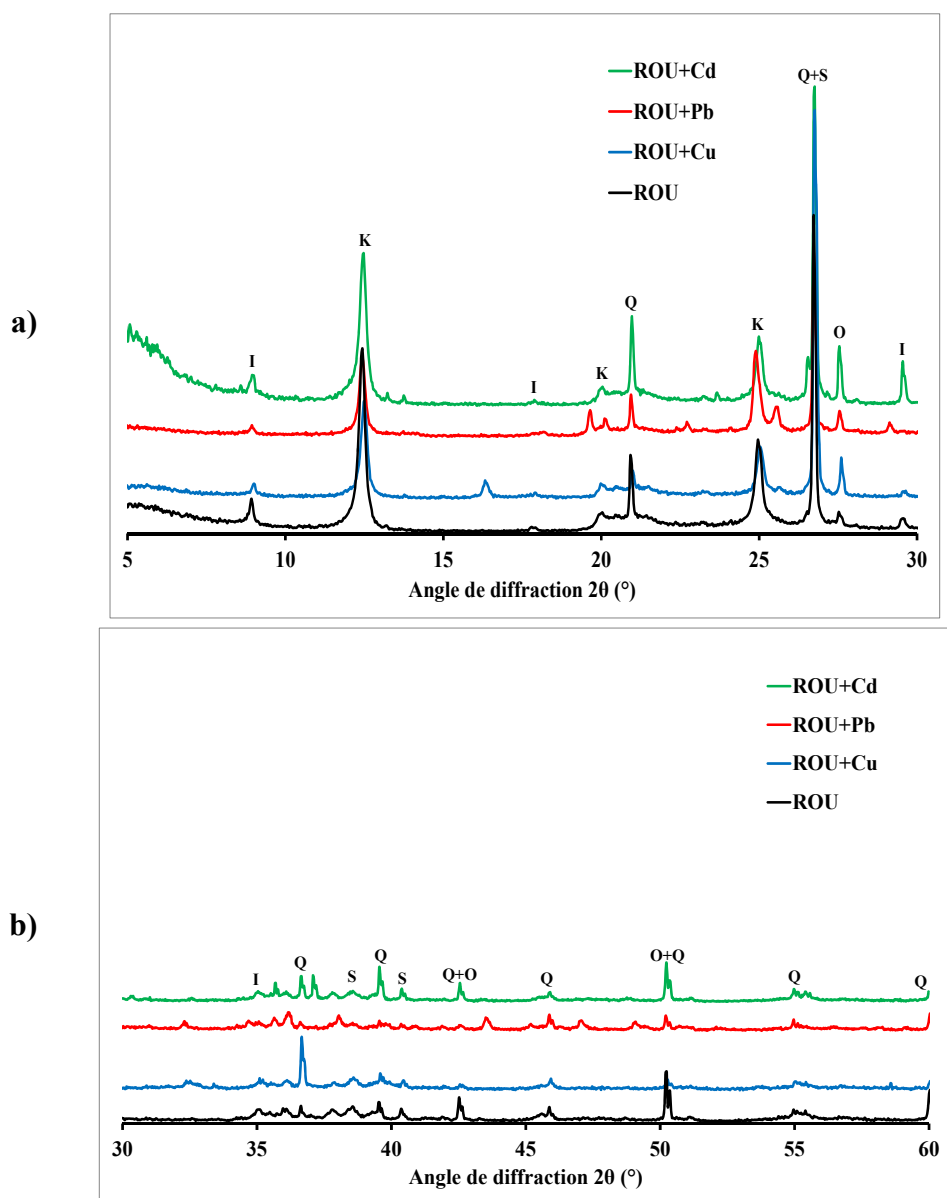 a)
ROU+Cd
ROU+Pb
ROU+Cu
ROU
Q+S
K
Q
K
O
I
I
K
I
5 10 15 20 25 30
Angle de diffraction 2θ (°)
b)
ROU+Cd
ROU+Pb
ROU+Cu
ROU
I Q S Q S Q+O Q O+Q Q Q
30 35 40 45 50 55 60
Angle de diffraction 2θ (°)